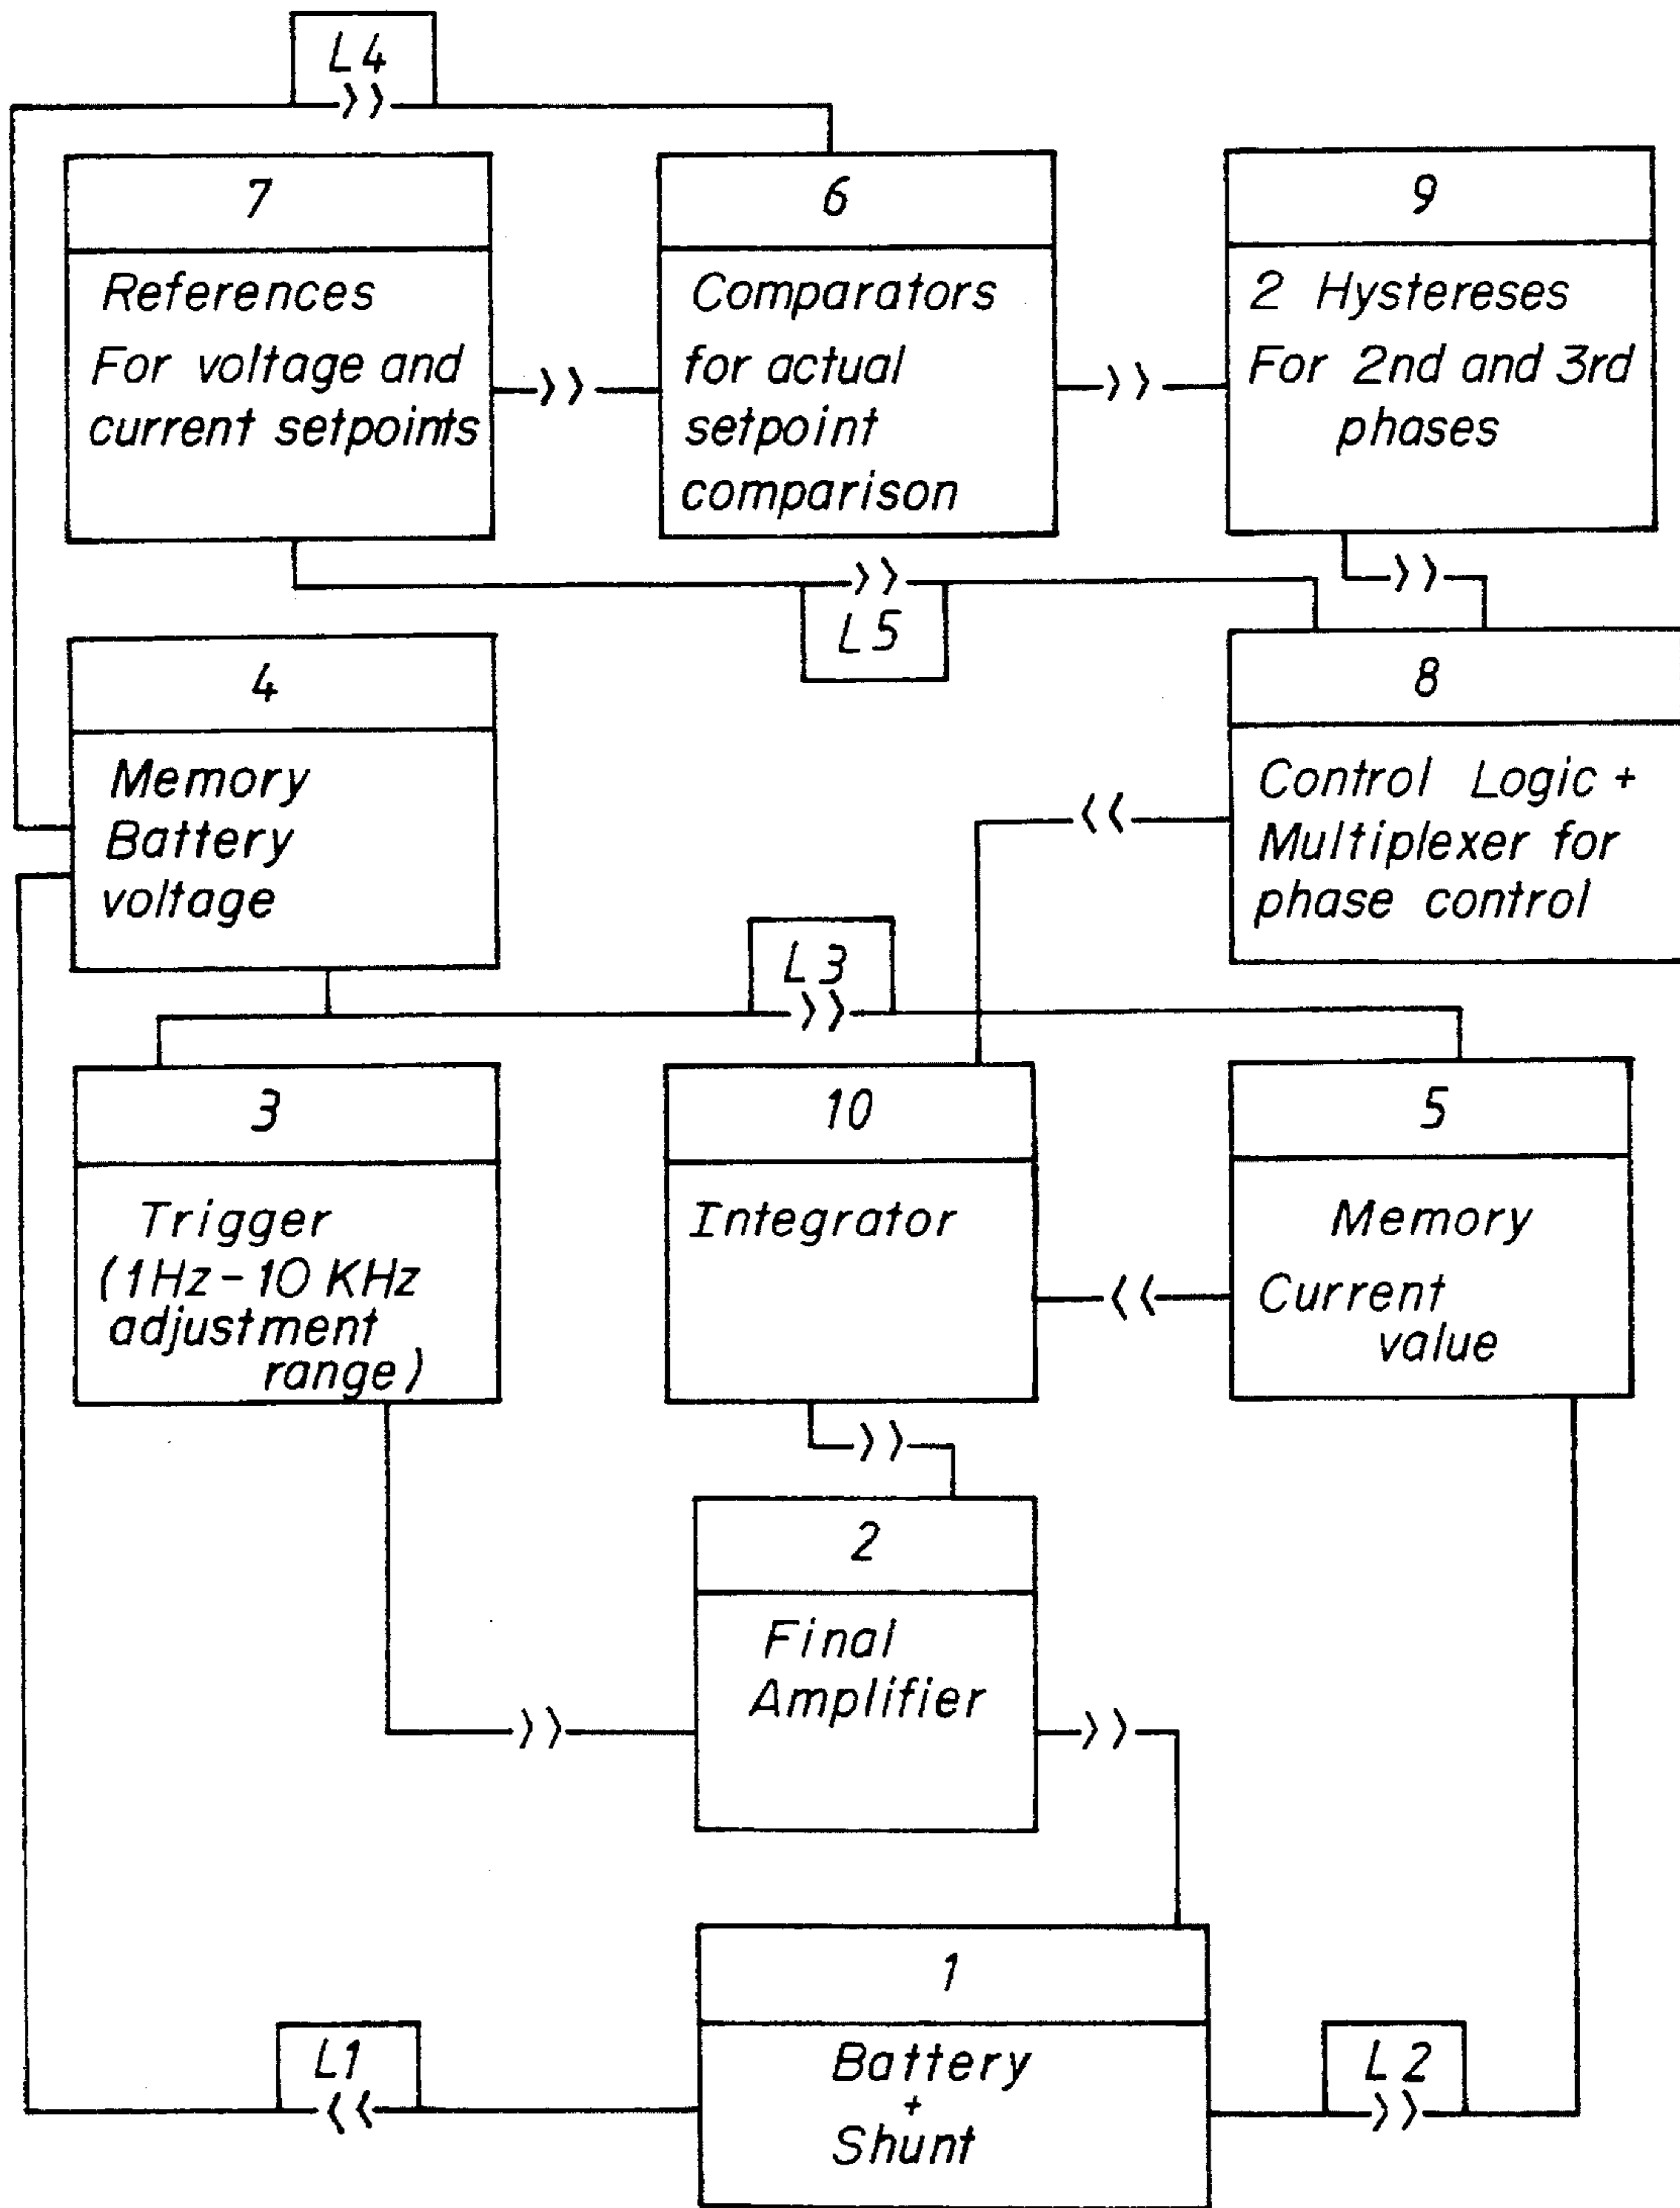 L4
7
References
For voltage and
current setpoints
6
Comparators
for actual
setpoint
comparison
9
2 Hystereses
For 2nd and 3rd
phases
L5
4
Memory
Battery
voltage
8
Control Logic +
Multiplexer for
phase control
L3
3
Trigger
(1Hz-10 KHz
adjustment
range)
10
Integrator
5
Memory
Current
value
2
Final
Amplifier
1
Battery
+
Shunt
L1
L2